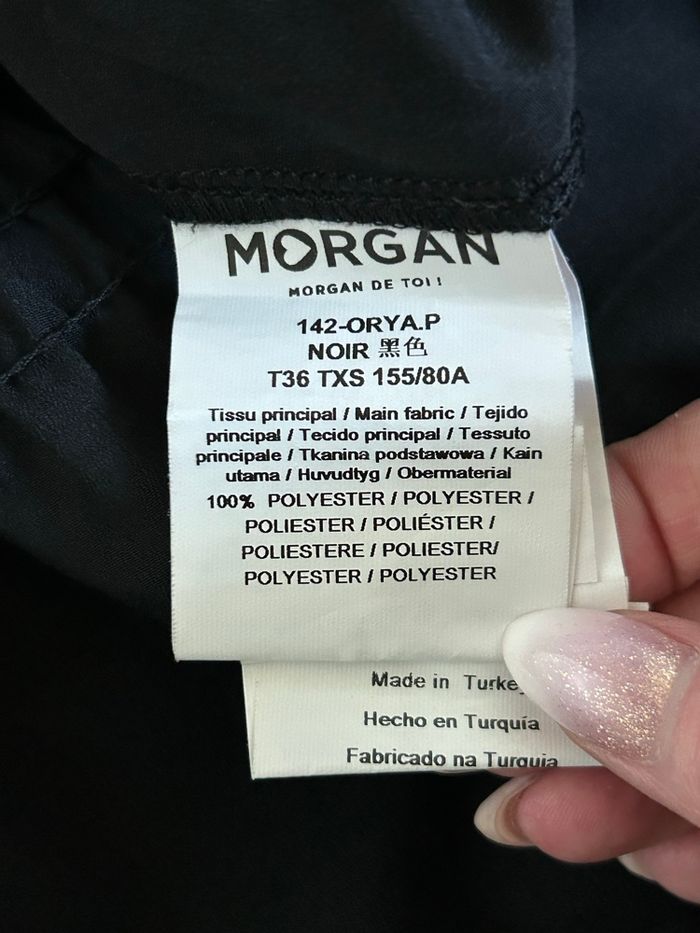 MORGAN
MORGAN DE TOI !
142-ORYA.P
NOIR 黑色
T36 TXS 155/80A
Tissu principal / Main fabric / Tejido
principal / Tecido principal / Tessuto
principale / Tkanina podstawowa / Kain
utama / Huvudtyg / Obermaterial
100% POLYESTER / POLYESTER /
POLIESTER / POLIÉSTER /
POLIESTERE / POLIESTER/
POLYESTER / POLYESTER
Made in Turkey
Hecho en Turquía
Fabricado na Turquia